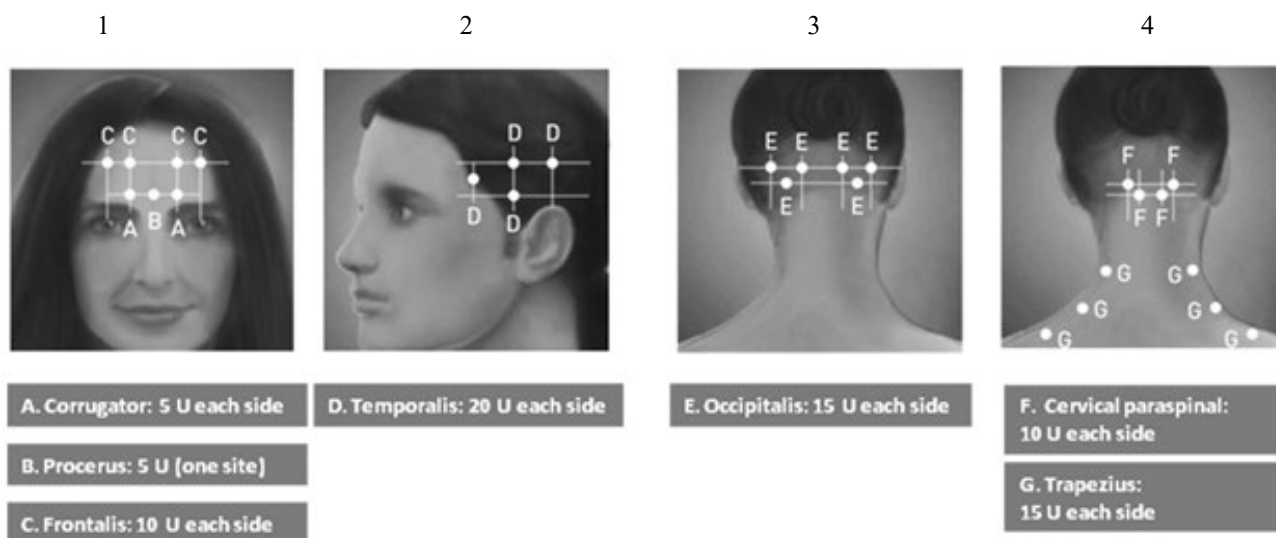 1 2 3 4
C C C C
A B A
D D
D D
E E E E
E E
F F
F F
G G
G G
G G
A. Corrugator: 5 U each side
B. Procerus: 5 U (one site)
C. Frontalis: 10 U each side
D. Temporalis: 20 U each side
E. Occipitalis: 15 U each side
F. Cervical paraspinal:
10 U each side
G. Trapezius:
15 U each side